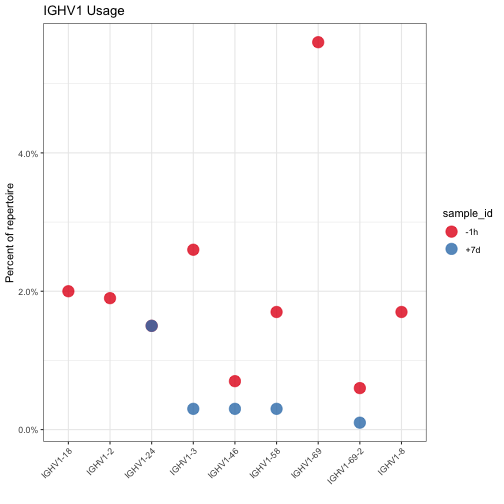 IGHV1 Usage
Percent of repertoire
4.0%
2.0%
0.0%
IGHV1-18
IGHV1-2
IGHV1-24
IGHV1-3
IGHV1-46
IGHV1-58
IGHV1-69
IGHV1-69-2
IGHV1-8
sample_id
-1h
+7d